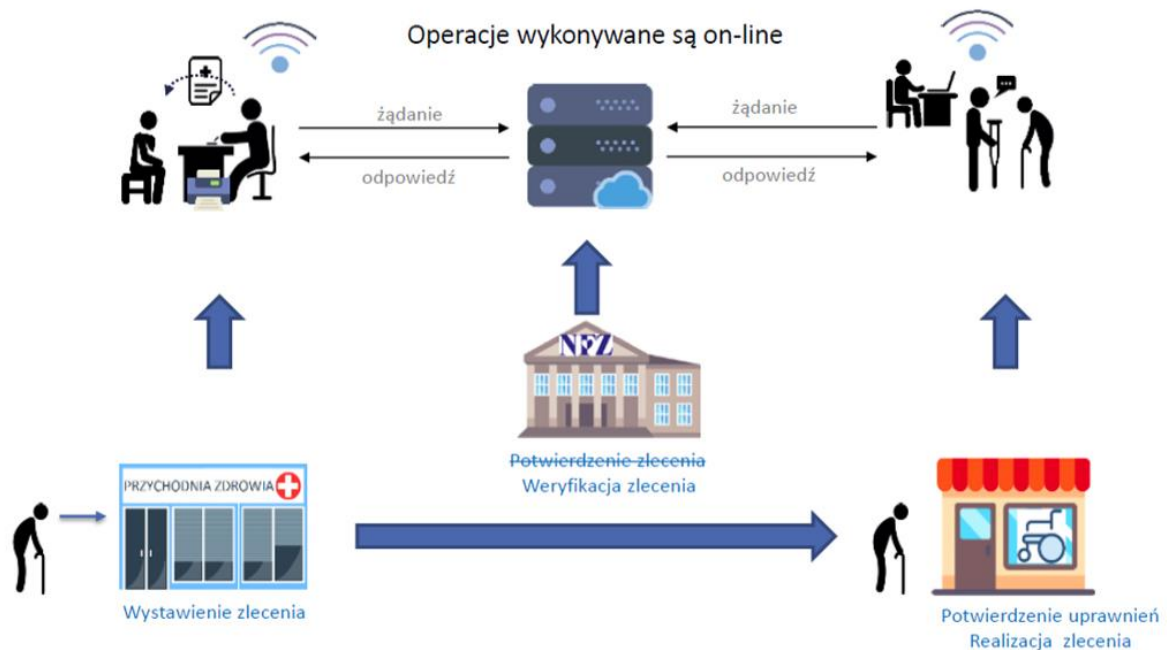 Operacje wykonywane są on-line
żądanie
odpowiedź
żądanie
odpowiedź
NFZ
Potwierdzenie zlecenia
Weryfikacja zlecenia
PRZYCHODNIA ZDROWIA
Wystawienie zlecenia
Potwierdzenie uprawnień
Realizacja zlecenia